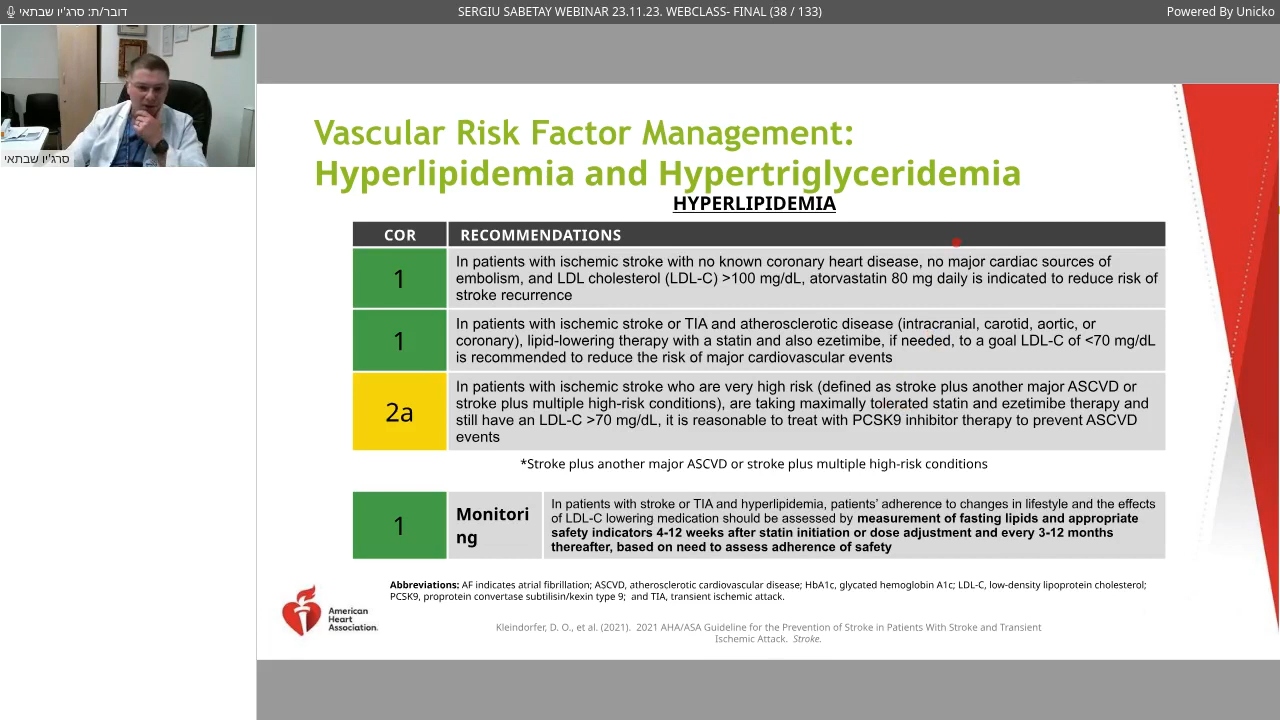 דובר/ת: סרג'יו שבתאי
SERGIU SABETAY WEBINAR 23.11.23. WEBCLASS- FINAL (38 / 133)
Powered By Unicko
סרג'יו שבתאי
Vascular Risk Factor Management:
Hyperlipidemia and Hypertriglyceridemia
HYPERLIPIDEMIA
COR
RECOMMENDATIONS
1
In patients with ischemic stroke with no known coronary heart disease, no major cardiac sources of
embolism, and LDL cholesterol (LDL-C) >100 mg/dL, atorvastatin 80 mg daily is indicated to reduce risk of
stroke recurrence
1
In patients with ischemic stroke or TIA and atherosclerotic disease (intracranial, carotid, aortic, or
coronary), lipid-lowering therapy with a statin and also ezetimibe, if needed, to a goal LDL-C of <70 mg/dL
is recommended to reduce the risk of major cardiovascular events
2a
In patients with ischemic stroke who are very high risk (defined as stroke plus another major ASCVD or
stroke plus multiple high-risk conditions), are taking maximally tolerated statin and ezetimibe therapy and
still have an LDL-C >70 mg/dL, it is reasonable to treat with PCSK9 inhibitor therapy to prevent ASCVD
events
*Stroke plus another major ASCVD or stroke plus multiple high-risk conditions
1
Monitori
ng
In patients with stroke or TIA and hyperlipidemia, patients' adherence to changes in lifestyle and the effects
of LDL-C lowering medication should be assessed by measurement of fasting lipids and appropriate
safety indicators 4-12 weeks after statin initiation or dose adjustment and every 3-12 months
thereafter, based on need to assess adherence of safety
Abbreviations: AF indicates atrial fibrillation; ASCVD, atherosclerotic cardiovascular disease; HbA1c, glycated hemoglobin A1c; LDL-C, low-density lipoprotein cholesterol;
PCSK9, proprotein convertase subtilisin/kexin type 9; and TIA, transient ischemic attack.
American
Heart
Association.
Kleindorfer, D. O., et al. (2021). 2021 AHA/ASA Guideline for the Prevention of Stroke in Patients With Stroke and Transient
Ischemic Attack. Stroke.